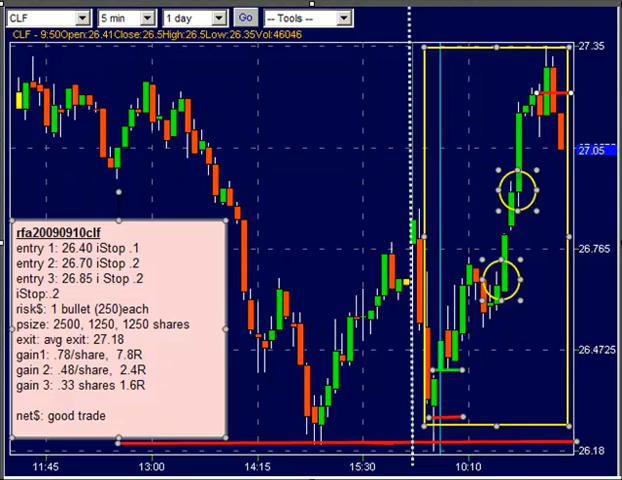 CLF 5 min 1 day Go -- Tools --
CLF - 9:50Open:26.41Close:26.5High:26.5Low:26.35Vol:46046
27.35
27.05
26.765
26.4725
26.18
rfa20090910clf
entry 1: 26.40 iStop .1
entry 2: 26.70 iStop .2
entry 3: 26.85 i Stop .2
iStop:.2
risk$: 1 bullet (250)each
psize: 2500, 1250, 1250 shares
exit: avg exit: 27.18
gain1: .78/share, 7.8R
gain 2: .48/share, 2.4R
gain 3: .33 shares 1.6R
net$: good trade
11:45 13:00 14:15 15:30 10:10